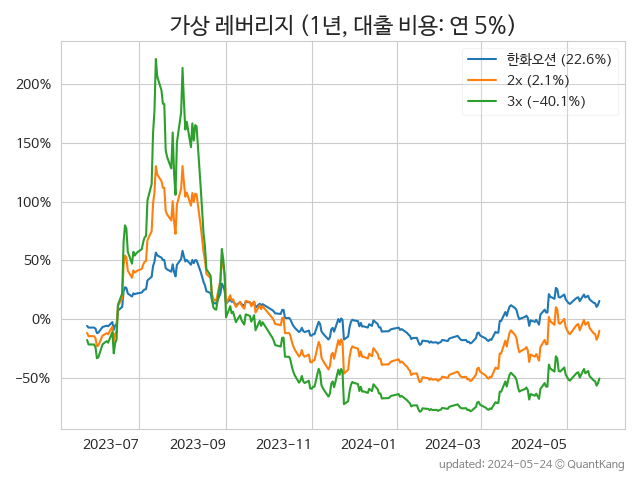 가상 레버리지 (1년, 대출 비용: 연 5%)
한화오션 (22.6%)
2x (2.1%)
3x (−40.1%)
200%
150%
100%
50%
0%
−50%
2023-07 2023-09 2023-11 2024-01 2024-03 2024-05
updated: 2024-05-24 © QuantKang